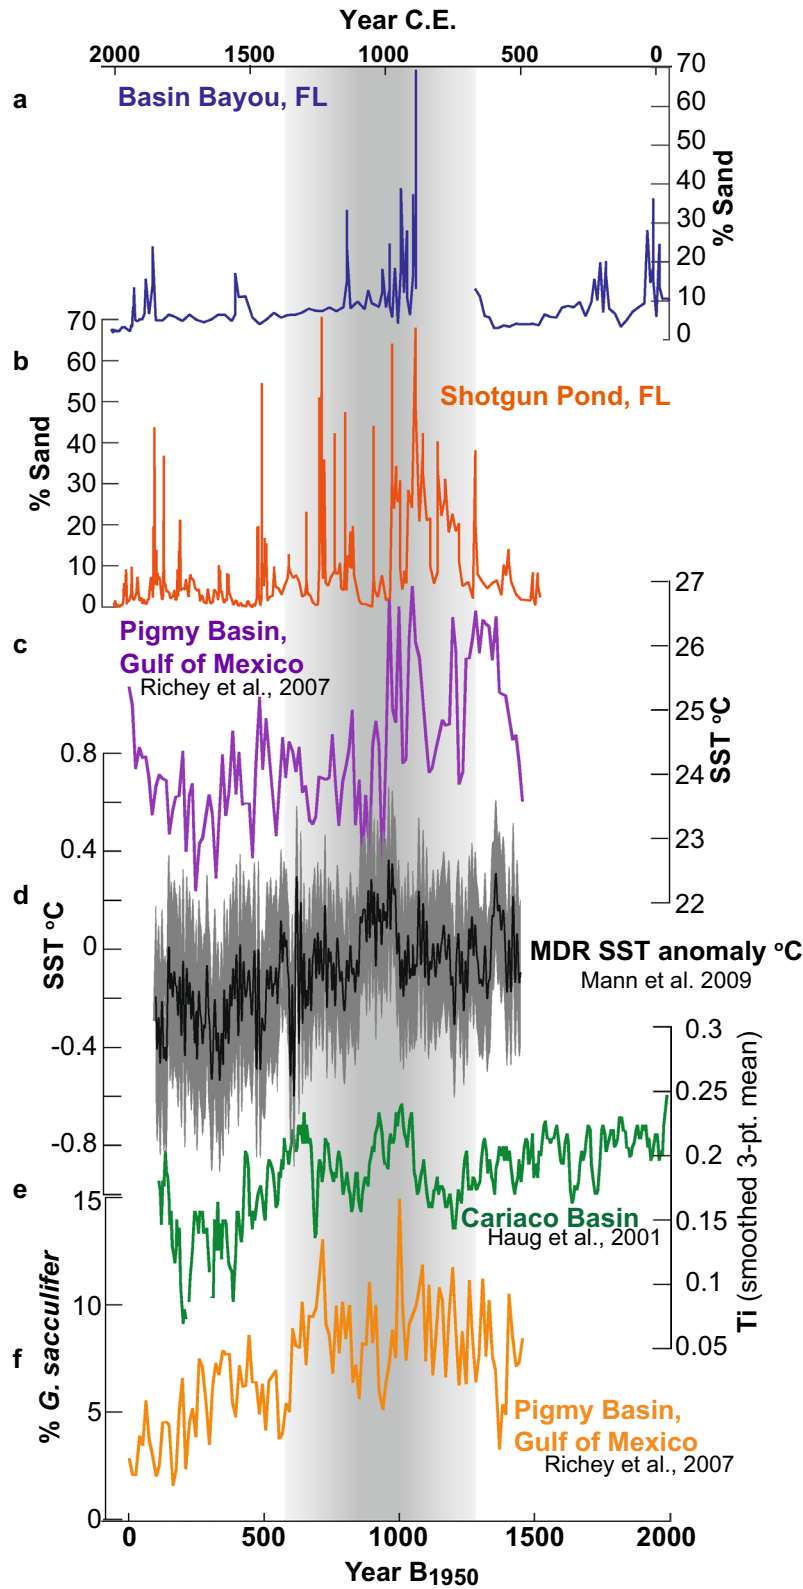 Year C.E.
2000 1500 1000 500 0
a
Basin Bayou, FL
70
60
50
40
30
20
10
0
% Sand
b
70
60
50
40
30
20
10
0
% Sand
Shotgun Pond, FL
c
Pigmy Basin,
Gulf of Mexico
Richey et al., 2007
27
26
25
24
23
22
SST °C
d
0.8
0.4
0
-0.4
-0.8
SST °C
MDR SST anomaly °C
Mann et al. 2009
e
0.3
0.25
0.2
0.15
0.1
0.05
Ti (smoothed 3-pt. mean)
Cariaco Basin
Haug et al., 2001
f
15
10
5
0
% G. sacculifer
Pigmy Basin,
Gulf of Mexico
Richey et al., 2007
0 500 1000 1500 2000
Year B1950